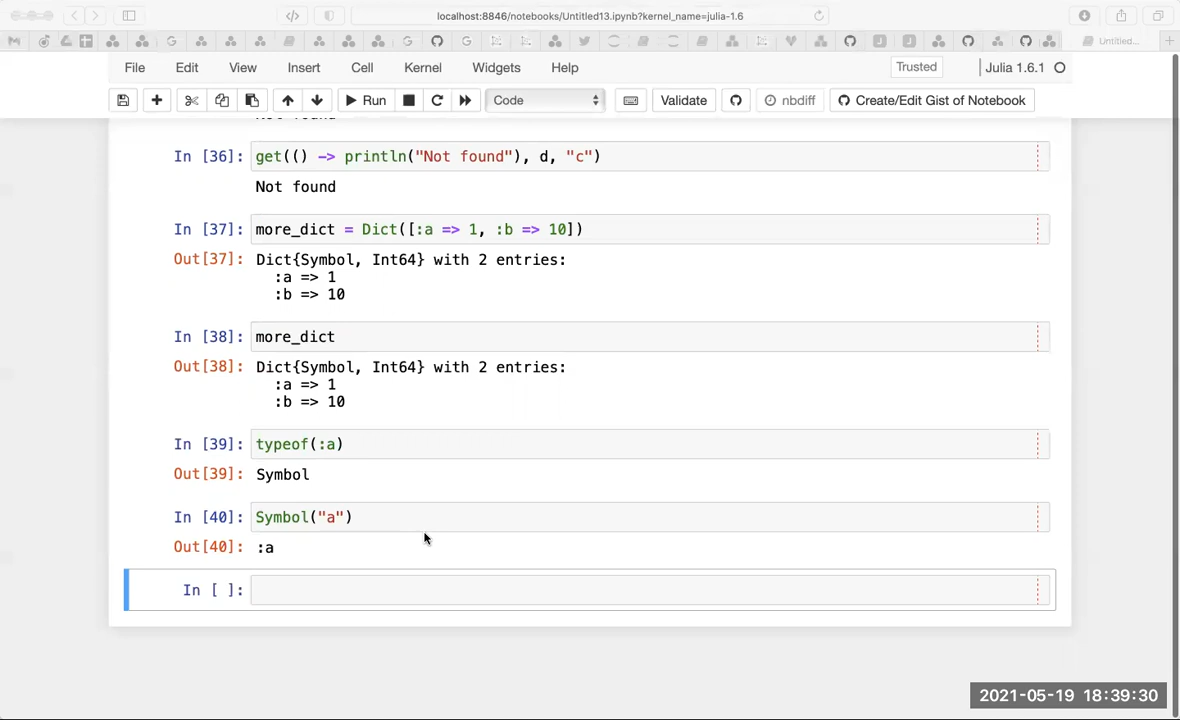 localhost:8846/notebooks/Untitled13.ipynb?kernel_name=julia-1.6
Untitled...
File Edit View Insert Cell Kernel Widgets Help Trusted Julia 1.6.1
Run Code Validate nbdiff Create/Edit Gist of Notebook
In [36]: get(() -> println("Not found"), d, "c")
Not found
In [37]: more_dict = Dict([:a => 1, :b => 10])
Out[37]: Dict{Symbol, Int64} with 2 entries:
:a => 1
:b => 10
In [38]: more_dict
Out[38]: Dict{Symbol, Int64} with 2 entries:
:a => 1
:b => 10
In [39]: typeof(:a)
Out[39]: Symbol
In [40]: Symbol("a")
Out[40]: :a
In [ ]:
2021-05-19 18:39:30